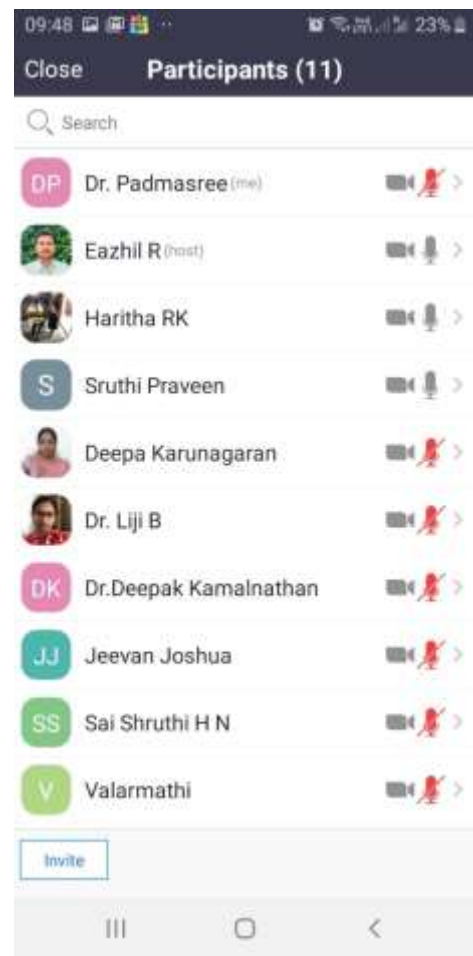 09:48 23%
Close Participants (11)
Search
DP Dr. Padmasree (me)
Eazhil R (host)
Haritha RK
S Sruthi Praveen
Deepa Karunagaran
Dr. Liji B
DK Dr.Deepak Kamalnathan
JJ Jeevan Joshua
SS Sai Shruthi H N
V Valarmathi
Invite